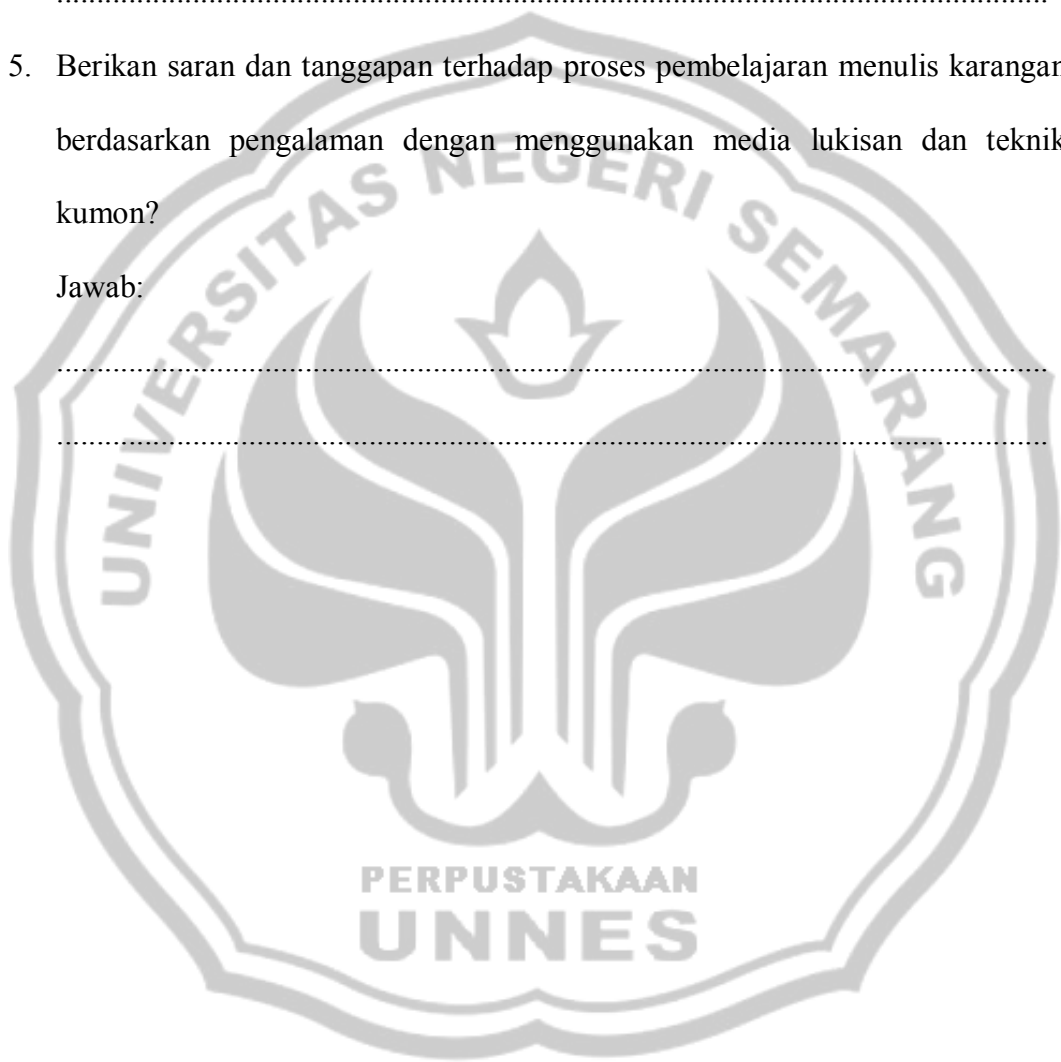 ....................................................................................................
5. Berikan saran dan tanggapan terhadap proses pembelajaran menulis karangan
berdasarkan pengalaman dengan menggunakan media lukisan dan teknik
kumon?
Jawab:
....................................................................................................
....................................................................................................
UNIVERSITAS NEGERI SEMARANG
PERPUSTAKAAN
UNNES